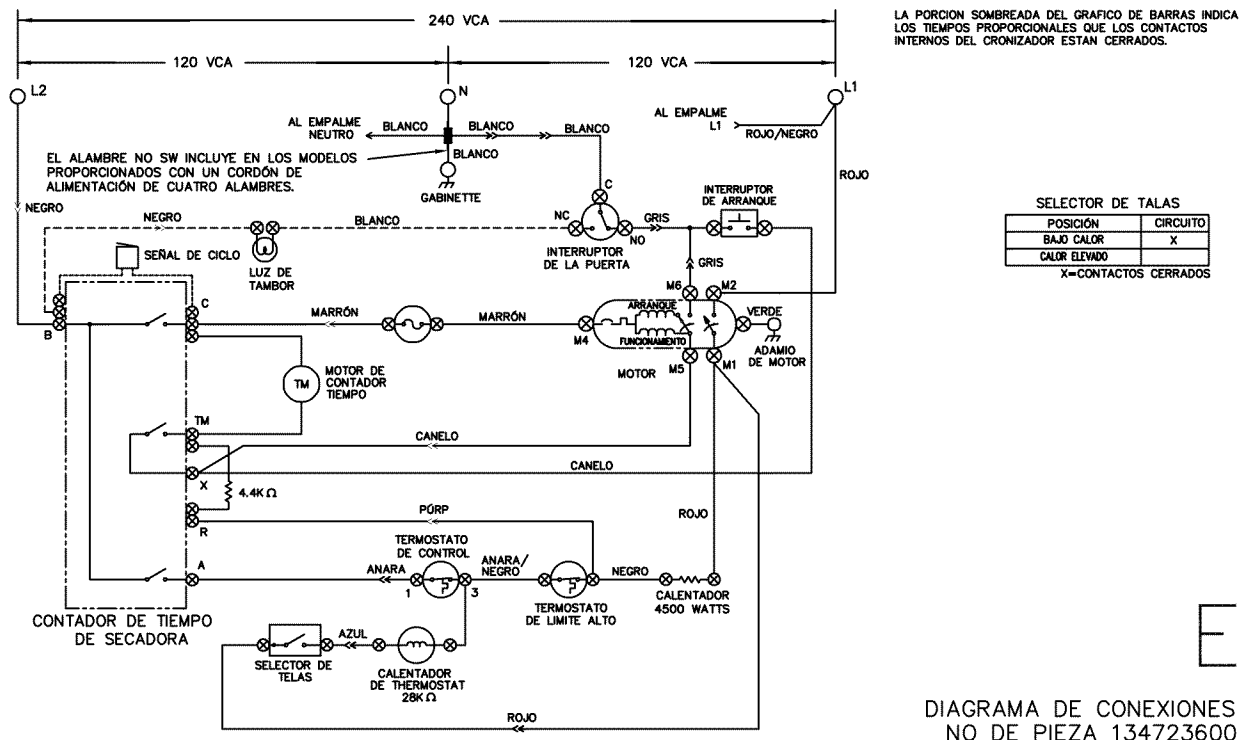 240 VCA
120 VCA
120 VCA
L2
N
L1
LA PORCION SOMBREADA DEL GRAFICO DE BARRAS INDICA
LOS TIEMPOS PROPORCIONALES QUE LOS CONTACTOS
INTERNOS DEL CRONIZADOR ESTAN CERRADOS.
AL EMPALME
NEUTRO
BLANCO
BLANCO
BLANCO
AL EMPALME
L1
ROJO/NEGRO
BLANCO
EL ALAMBRE NO SW INCLUYE EN LOS MODELOS
PROPORCIONADOS CON UN CORDÓN DE
ALIMENTACIÓN DE CUATRO ALAMBRES.
GABINETTE
ROJO
NEGRO
NEGRO
BLANCO
C
NC
NO
GRIS
INTERRUPTOR
DE LA PUERTA
INTERRUPTOR
DE ARRANQUE
SELECTOR DE TALAS
POSICIÓN CIRCUITO
BAJO CALOR X
CALOR ELEVADO
X=CONTACTOS CERRADOS
SEÑAL DE CICLO
LUZ DE
TAMBOR
GRIS
M6
M2
B
C
MARRÓN
MARRÓN
M4
ARRANQUE
FUNCIONAMIENTO
VERDE
ADAMIO
DE MOTOR
MOTOR
M5
M1
TM
MOTOR DE
CONTADOR
TIEMPO
TM
CANELO
CANELO
X
4.4K Ω
R
PÚRP
ROJO
A
ANARA
TERMOSTATO
DE CONTROL
1
3
ANARA/
NEGRO
TERMOSTATO
DE LIMITE ALTO
NEGRO
CALENTADOR
4500 WATTS
CONTADOR DE TIEMPO
DE SECADORA
SELECTOR DE
TELAS
AZUL
CALENTADOR
DE THERMOSTAT
28K Ω
ROJO
E
DIAGRAMA DE CONEXIONES
NO DE PIEZA 134723600